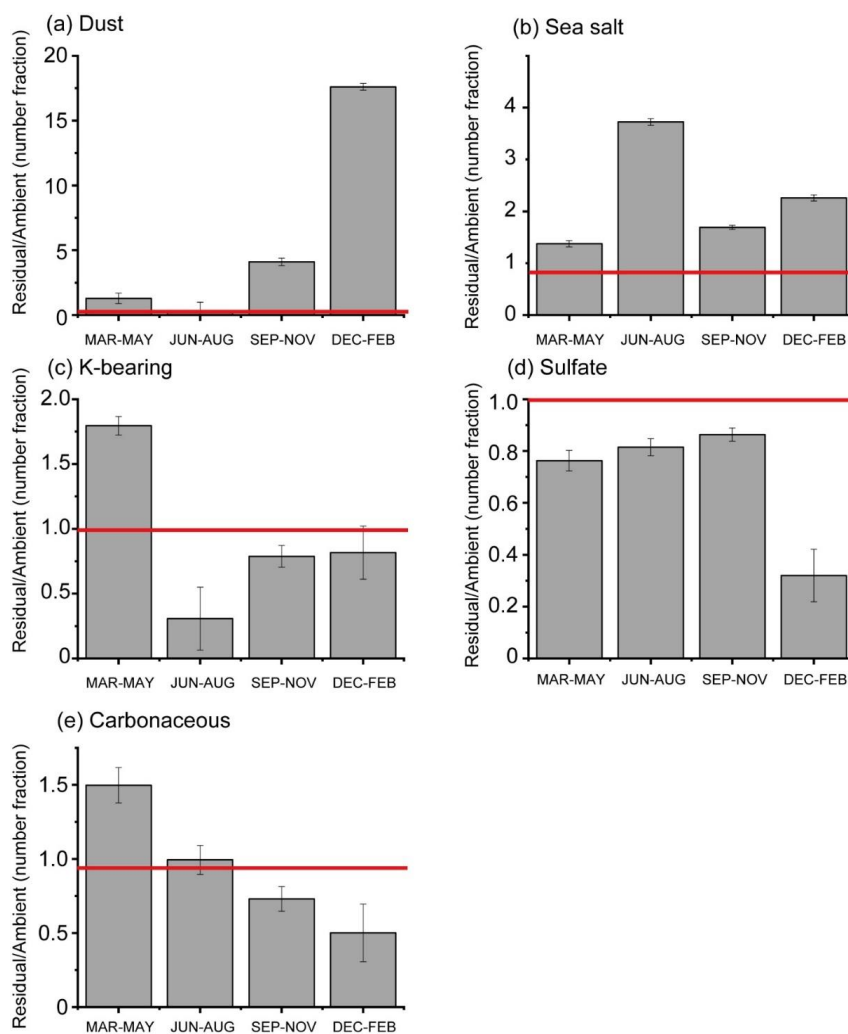 (a) Dust
Residual/Ambient (number fraction)
20
15
10
5
0
MAR-MAY JUN-AUG SEP-NOV DEC-FEB
(b) Sea salt
Residual/Ambient (number fraction)
4
3
2
1
0
MAR-MAY JUN-AUG SEP-NOV DEC-FEB
(c) K-bearing
Residual/Ambient (number fraction)
2.0
1.5
1.0
0.5
0
MAR-MAY JUN-AUG SEP-NOV DEC-FEB
(d) Sulfate
Residual/Ambient (number fraction)
1.0
0.8
0.6
0.4
0.2
0
MAR-MAY JUN-AUG SEP-NOV DEC-FEB
(e) Carbonaceous
Residual/Ambient (number fraction)
1.5
1.0
0.5
0
MAR-MAY JUN-AUG SEP-NOV DEC-FEB